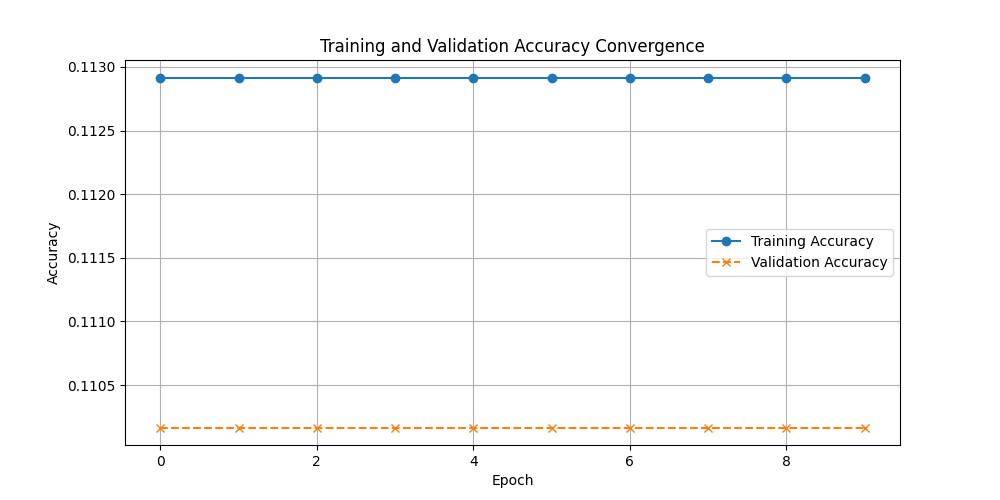 Training and Validation Accuracy Convergence
0.1130
0.1125
0.1120
0.1115
0.1110
0.1105
Accuracy
Training Accuracy
Validation Accuracy
0 2 4 6 8
Epoch